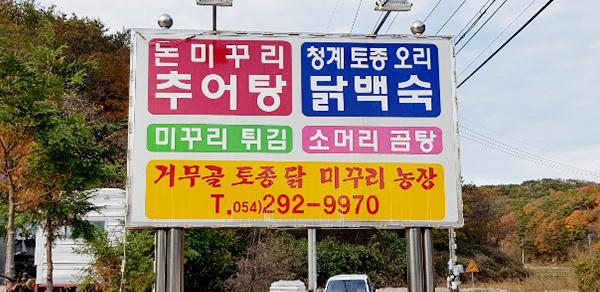 돈 미꾸리
추어탕
청계 토종 오리
닭백숙
미꾸리 튀김
소머리 곰탕
거무골 토종닭 미꾸리 농장
T.(054)292-9970